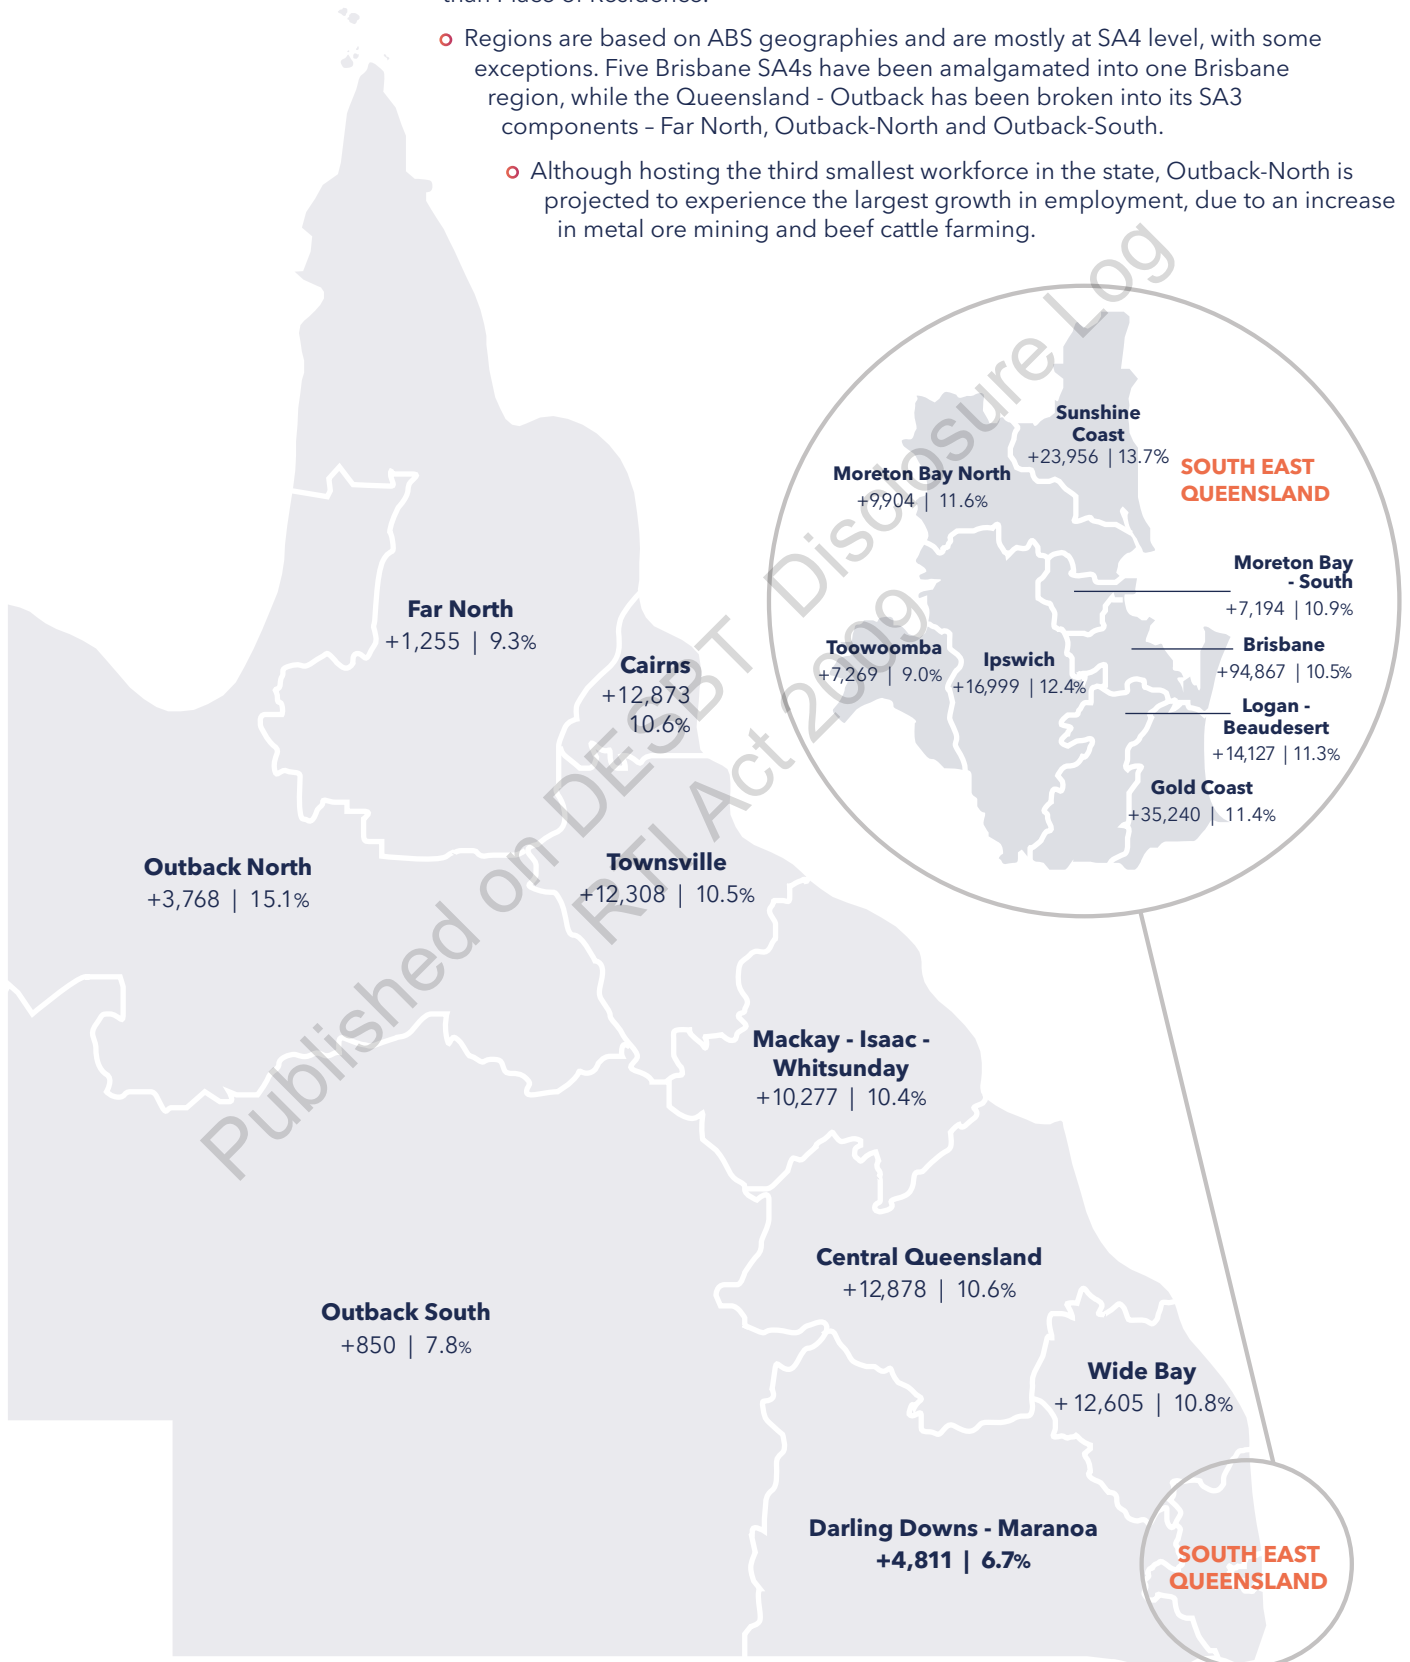 than Place of Residence.
Regions are based on ABS geographies and are mostly at SA4 level, with some
exceptions. Five Brisbane SA4s have been amalgamated into one Brisbane
region, while the Queensland - Outback has been broken into its SA3
components – Far North, Outback-North and Outback-South.
Although hosting the third smallest workforce in the state, Outback-North is
projected to experience the largest growth in employment, due to an increase
in metal ore mining and beef cattle farming.
Sunshine
Coast
+23,956 | 13.7%
SOUTH EAST
QUEENSLAND
Moreton Bay North
+9,904 | 11.6%
Moreton Bay
- South
+7,194 | 10.9%
Brisbane
+94,867 | 10.5%
Toowoomba
+7,269 | 9.0%
Ipswich
+16,999 | 12.4%
Logan -
Beaudesert
+14,127 | 11.3%
Gold Coast
+35,240 | 11.4%
Far North
+1,255 | 9.3%
Cairns
+12,873
10.6%
Outback North
+3,768 | 15.1%
Townsville
+12,308 | 10.5%
Mackay - Isaac -
Whitsunday
+10,277 | 10.4%
Central Queensland
+12,878 | 10.6%
Outback South
+850 | 7.8%
Wide Bay
+ 12,605 | 10.8%
Darling Downs - Maranoa
+4,811 | 6.7%
SOUTH EAST
QUEENSLAND
Published on DESBT Disclosure Log
RTI Act 2009